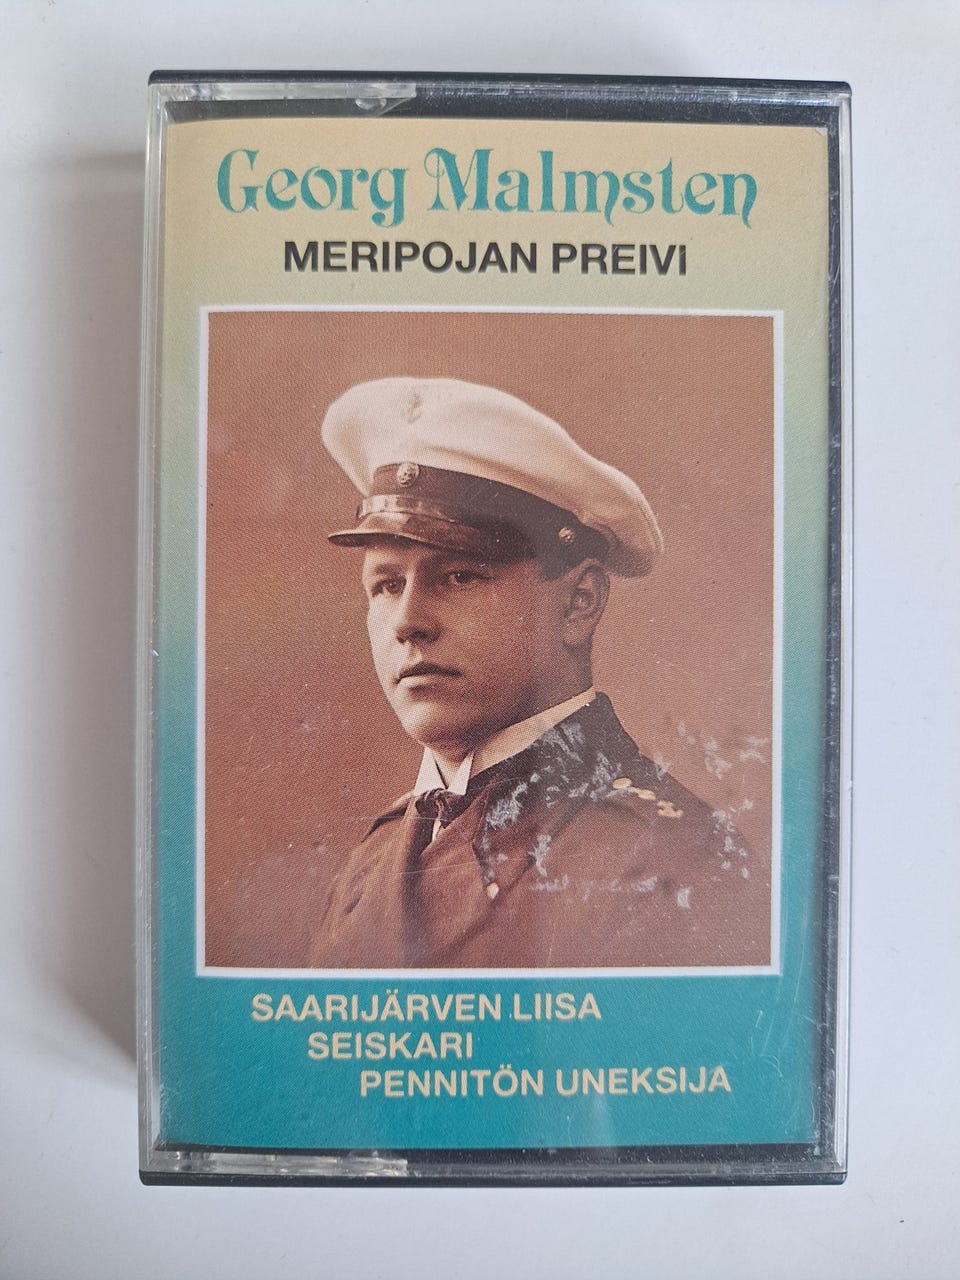 Georg Malmsten
MERIPOJAN PREIVI
SAARIJÄRVEN LIISA
SEISKARI
PENNITÖN UNEKSIJA